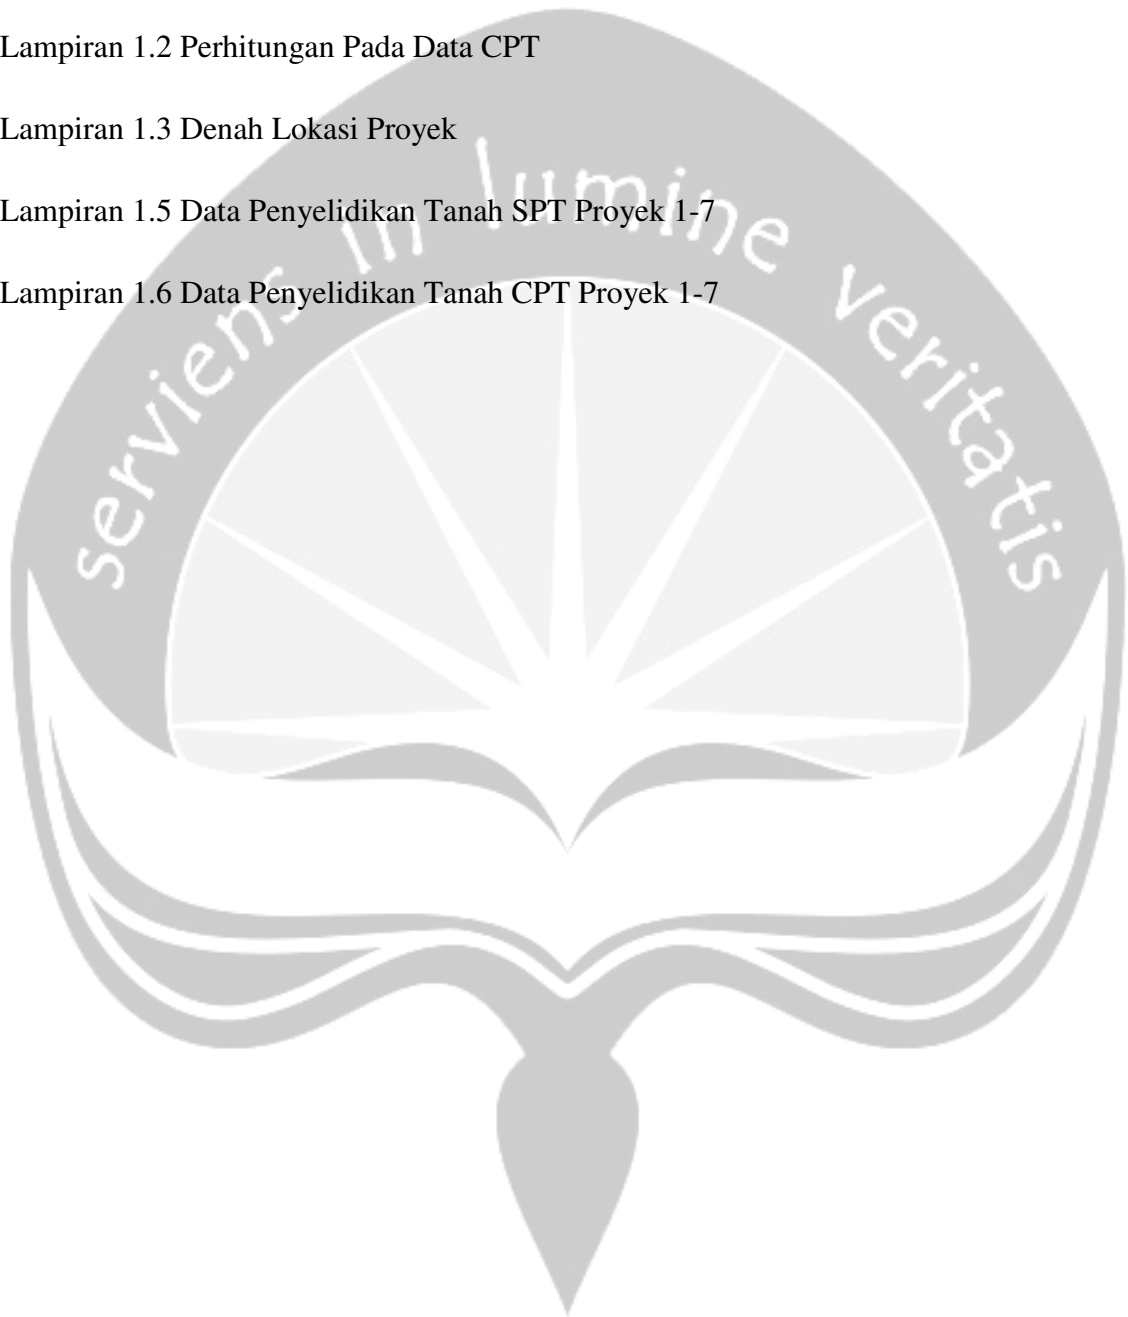 Lampiran 1.2 Perhitungan Pada Data CPT
Lampiran 1.3 Denah Lokasi Proyek
Lampiran 1.5 Data Penyelidikan Tanah SPT Proyek 1-7
Lampiran 1.6 Data Penyelidikan Tanah CPT Proyek 1-7
serviens in lumine veritatis